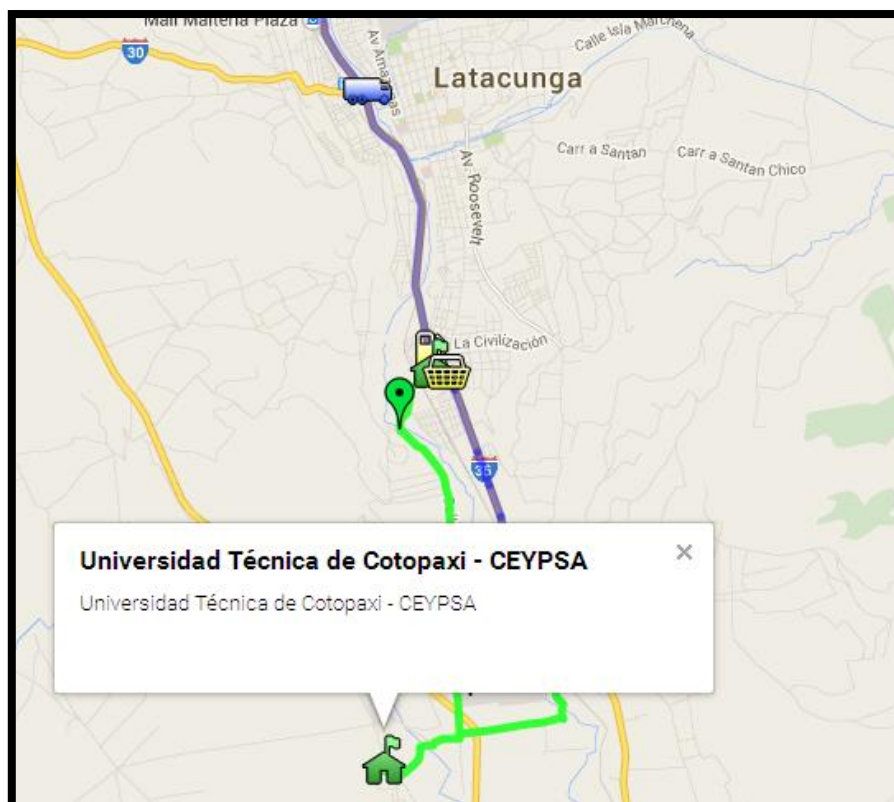 Mall Maltería Plaza
30
Av Amazonas
Latacunga
Calle Isla Marchena
Av. Roosevelt
Carr a Santan
Carr a Santan Chico
La Civilización
35
Universidad Técnica de Cotopaxi - CEYPSA
×
Universidad Técnica de Cotopaxi - CEYPSA